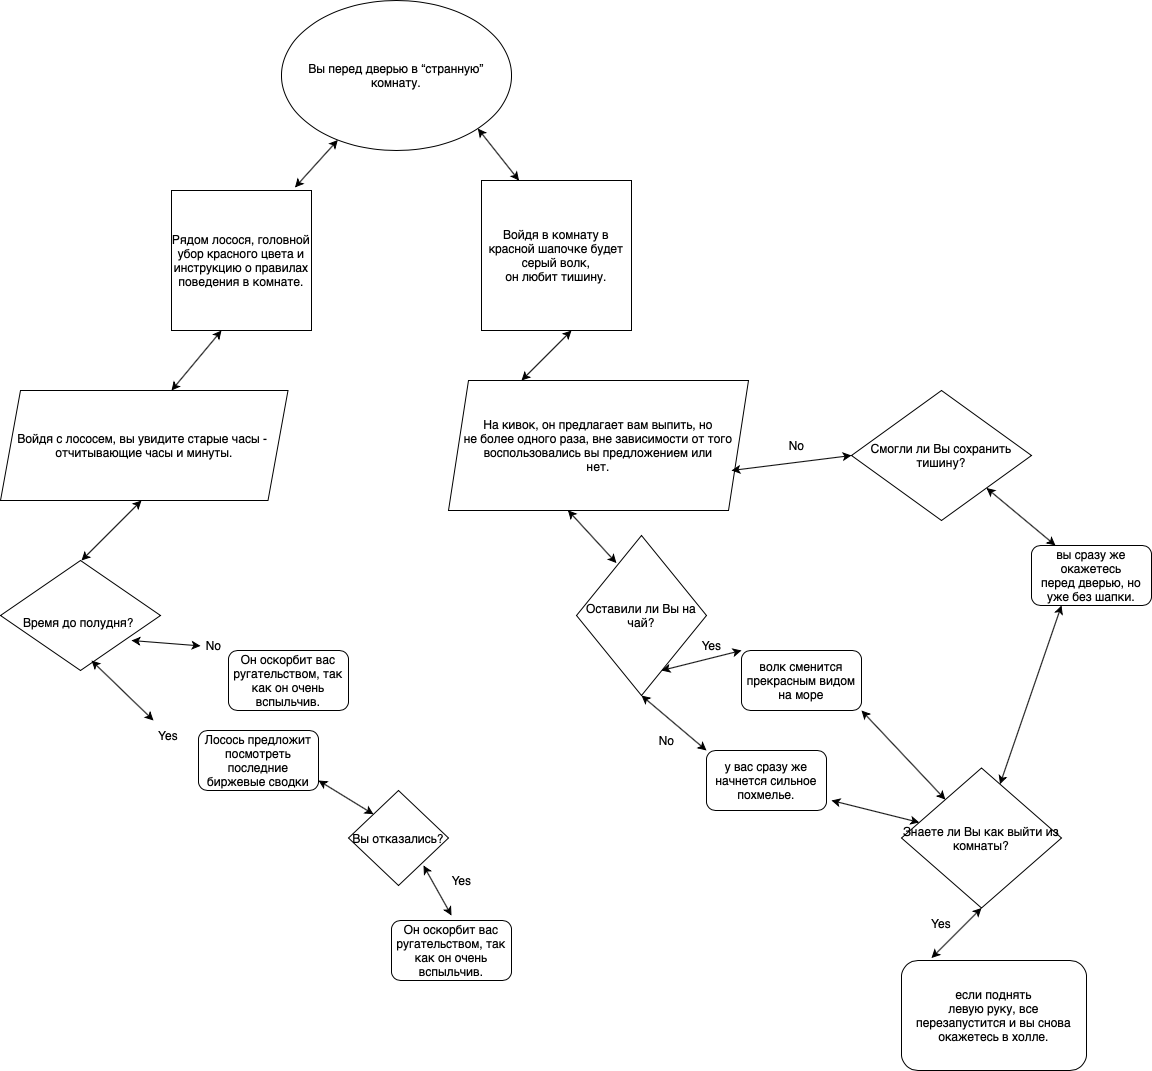 Вы перед дверью в “странную”
комнату.
Рядом лосося, головной
убор красного цвета и
инструкцию о правилах
поведения в комнате.
Войдя в комнату в
красной шапочке будет
серый волк,
он любит тишину.
Войдя с лососем, вы увидите старые часы -
отчитывающие часы и минуты.
На кивок, он предлагает вам выпить, но
не более одного раза, вне зависимости от того
воспользовались вы предложением или
нет.
No
Смогли ли Вы сохранить
тишину?
вы сразу же
окажетесь
перед дверью, но
уже без шапки.
Время до полудня?
No
Он оскорбит вас
ругательством, так
как он очень
вспыльчив.
Yes
Лосось предложит
посмотреть
последние
биржевые сводки
Вы отказались?
Yes
Он оскорбит вас
ругательством, так
как он очень
вспыльчив.
Оставили ли Вы на
чай?
Yes
волк сменится
прекрасным видом
на море
No
у вас сразу же
начнется сильное
похмелье.
Знаете ли Вы как выйти из
комнаты?
Yes
если поднять
левую руку, все
перезапустится и вы снова
окажетесь в холле.